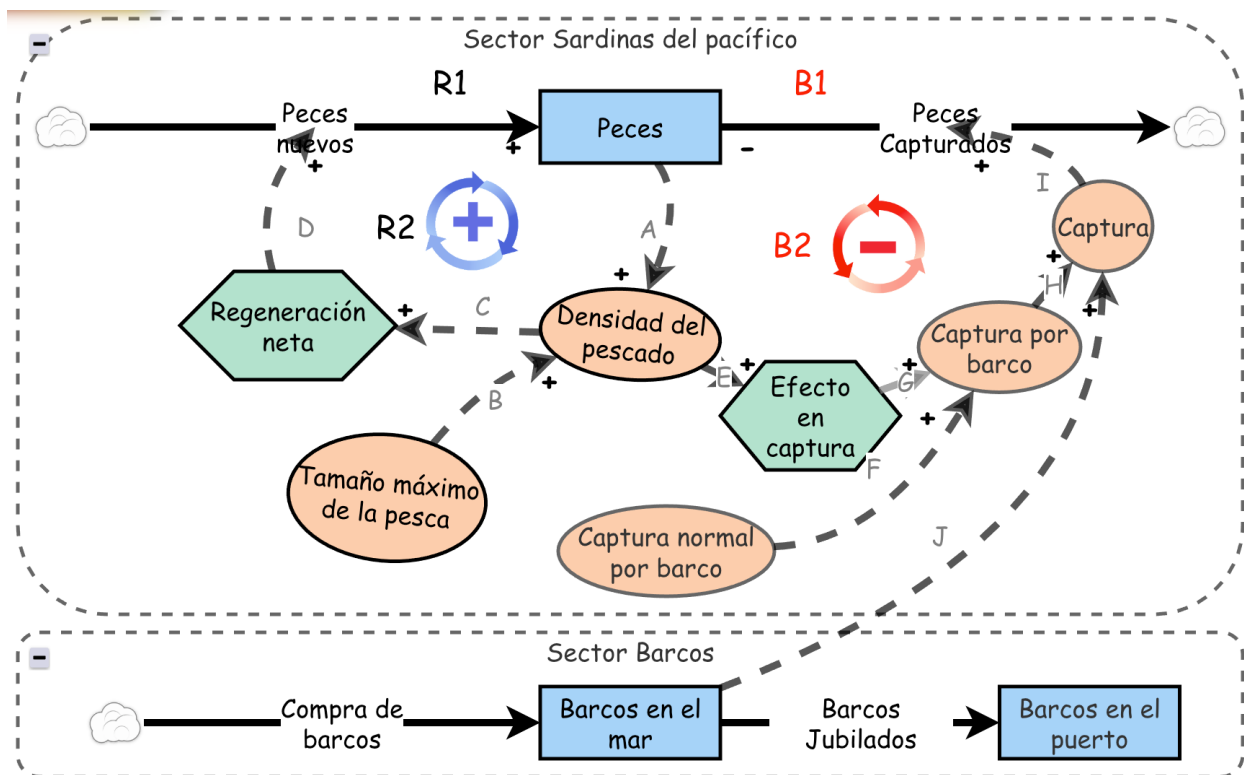 Sector Sardinas del pacífico
R1
B1
Peces
nuevos
Peces
Peces
Capturados
+
-
+
I
D
R2
+
A
B2
-
Captura
+
+
H
+
Regeneración
neta
+
C
Densidad del
pescado
Captura por
barco
+
B
E
+
Efecto
en
captura
G
+
+
F
Tamaño máximo
de la pesca
Captura normal
por barco
J
Sector Barcos
Compra de
barcos
Barcos en el
mar
Barcos
Jubilados
Barcos en el
puerto